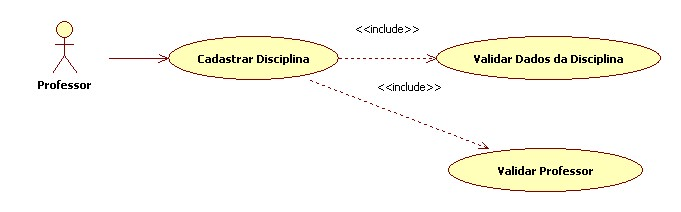 <<include>>
Cadastrar Disciplina
Validar Dados da Disciplina
Professor
<<include>>
Validar Professor